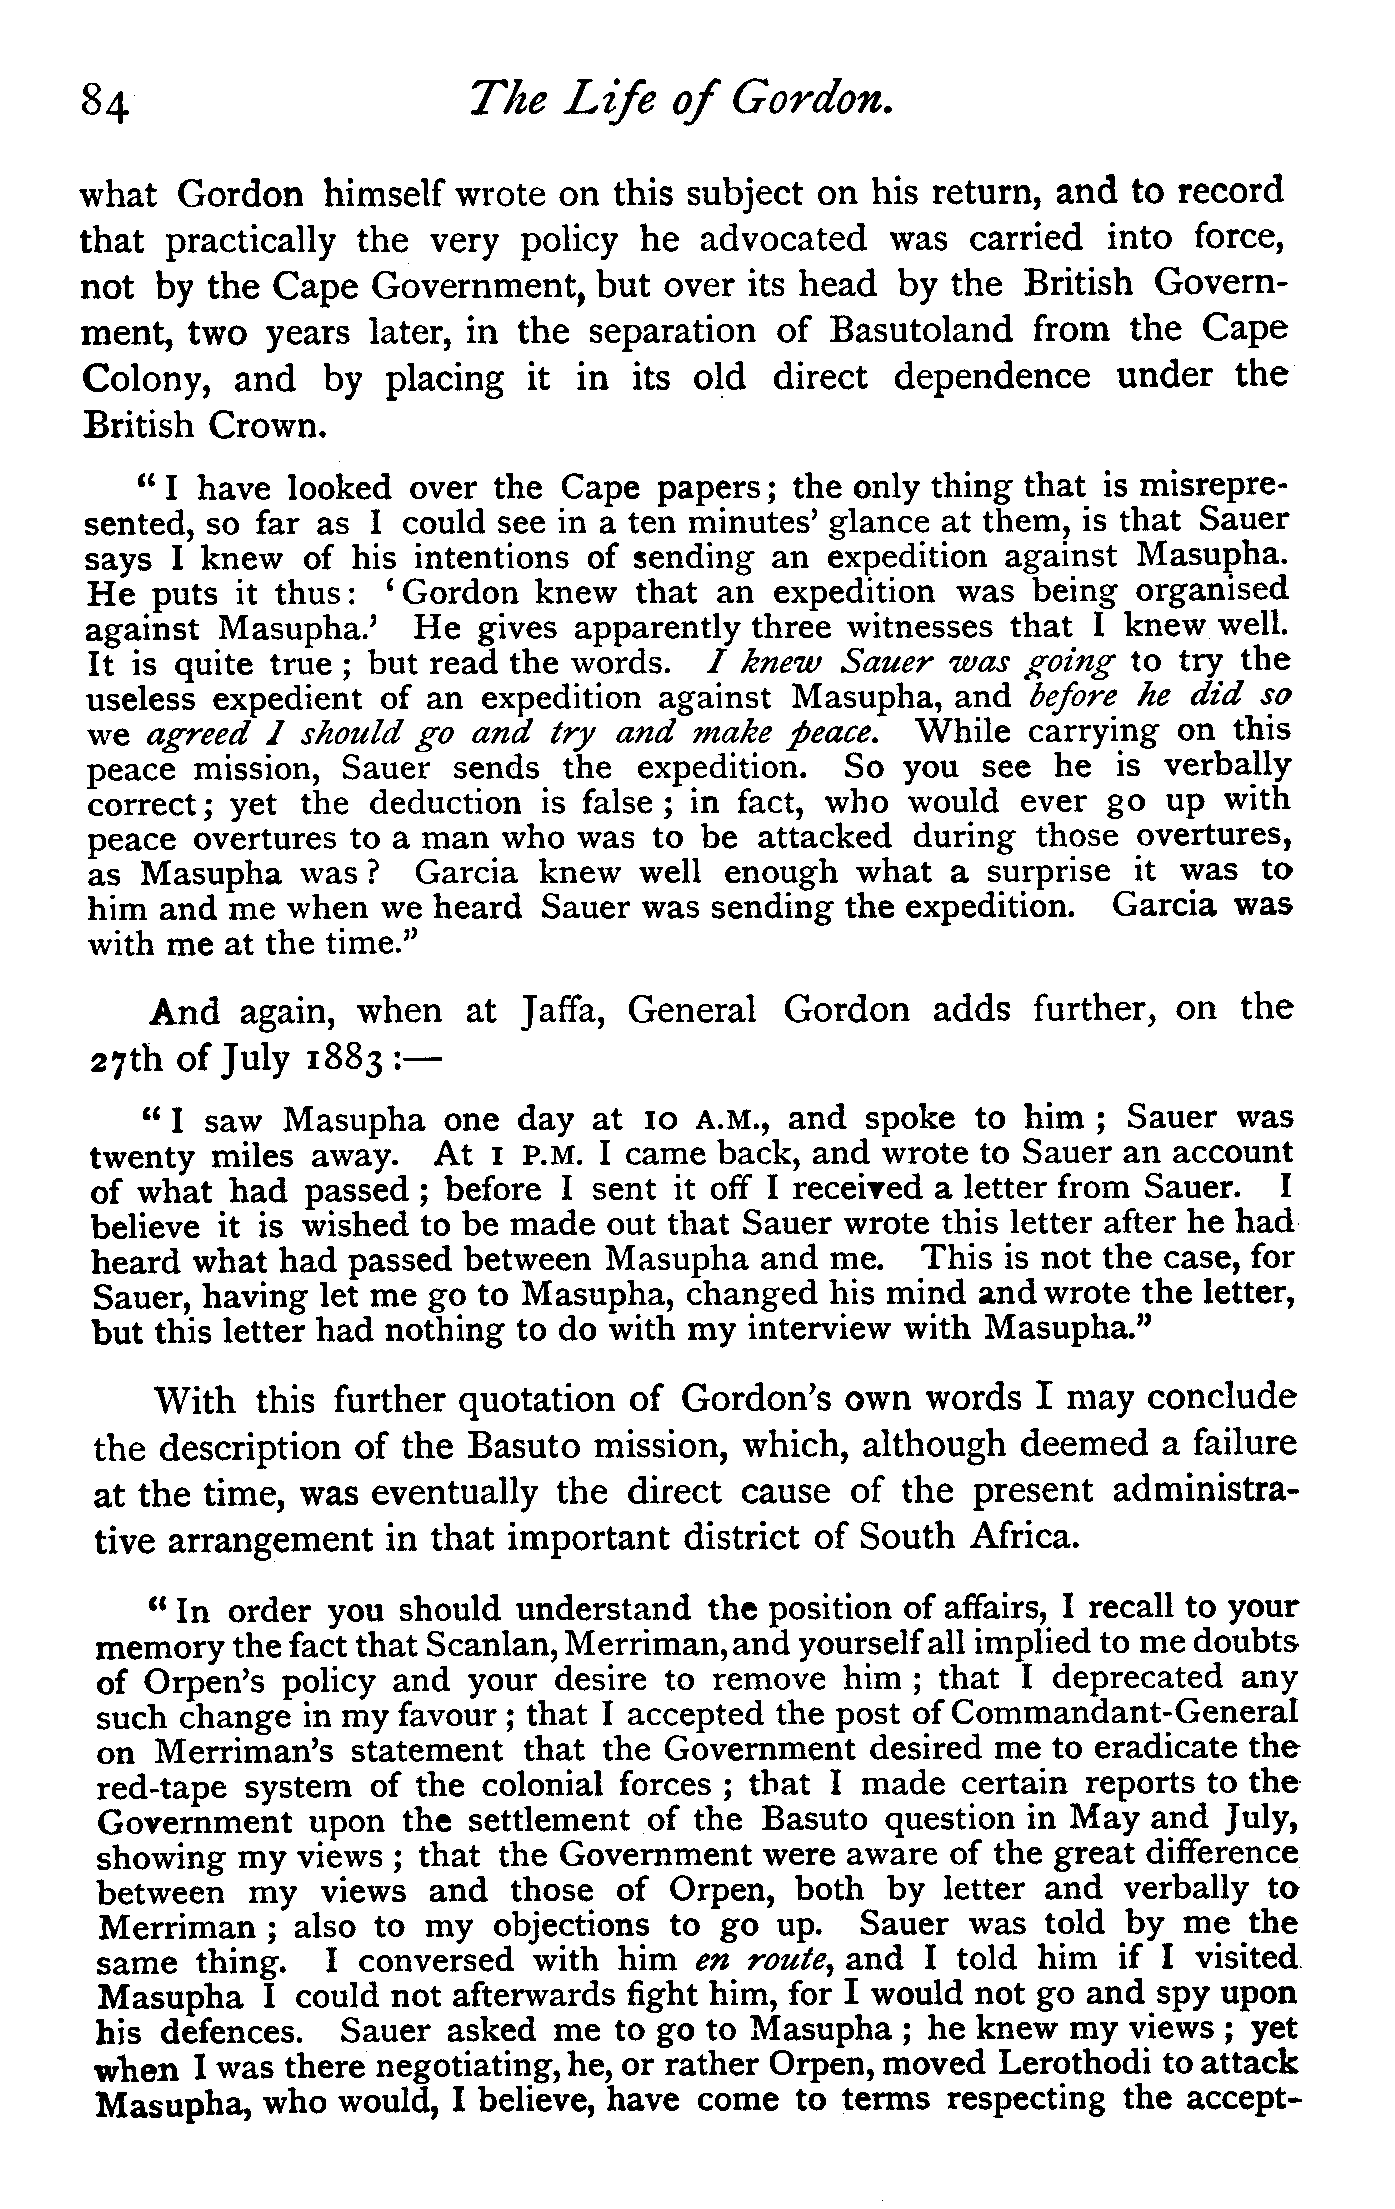 84 The Life of Gordon.
what Gordon himself wrote on this subject on his return, and to record
that practically the very policy he advocated was carried into force,
not by the Cape Government, but over its head by the British Govern-
ment, two years later, in the separation of Basutoland from the Cape
Colony, and by placing it in its old direct dependence under the
British Crown.
“ I have looked over the Cape papers; the only thing that is misrepre-
sented, so far as I could see in a ten minutes’ glance at them, is that Sauer
says I knew of his intentions of sending an expedition against Masupha.
He puts it thus: ‘ Gordon knew that an expedition was being organised
against Masupha.’ He gives apparently three witnesses that I knew well.
It is quite true ; but read the words. I knew Sauer was going to try the
useless expedient of an expedition against Masupha, and before he did so
we agreed I should go and try and make peace. While carrying on this
peace mission, Sauer sends the expedition. So you see he is verbally
correct; yet the deduction is false ; in fact, who would ever go up with
peace overtures to a man who was to be attacked during those overtures,
as Masupha was ? Garcia knew well enough what a surprise it was to
him and me when we heard Sauer was sending the expedition. Garcia was
with me at the time.”
And again, when at Jaffa, General Gordon adds further, on the
27th of July 1883 :—
“ I saw Masupha one day at 10 A.M., and spoke to him ; Sauer was
twenty miles away. At 1 P.M. I came back, and wrote to Sauer an account
of what had passed ; before I sent it off I received a letter from Sauer. I
believe it is wished to be made out that Sauer wrote this letter after he had
heard what had passed between Masupha and me. This is not the case, for
Sauer, having let me go to Masupha, changed his mind and wrote the letter,
but this letter had nothing to do with my interview with Masupha.”
With this further quotation of Gordon’s own words I may conclude
the description of the Basuto mission, which, although deemed a failure
at the time, was eventually the direct cause of the present administra-
tive arrangement in that important district of South Africa.
“ In order you should understand the position of affairs, I recall to your
memory the fact that Scanlan, Merriman, and yourself all implied to me doubts
of Orpen’s policy and your desire to remove him ; that I deprecated any
such change in my favour ; that I accepted the post of Commandant-General
on Merriman’s statement that the Government desired me to eradicate the
red-tape system of the colonial forces ; that I made certain reports to the
Government upon the settlement of the Basuto question in May and July,
showing my views ; that the Government were aware of the great difference
between my views and those of Orpen, both by letter and verbally to
Merriman ; also to my objections to go up. Sauer was told by me the
same thing. I conversed with him en route, and I told him if I visited
Masupha I could not afterwards fight him, for I would not go and spy upon
his defences. Sauer asked me to go to Masupha ; he knew my views ; yet
when I was there negotiating, he, or rather Orpen, moved Lerothodi to attack
Masupha, who would, I believe, have come to terms respecting the accept-